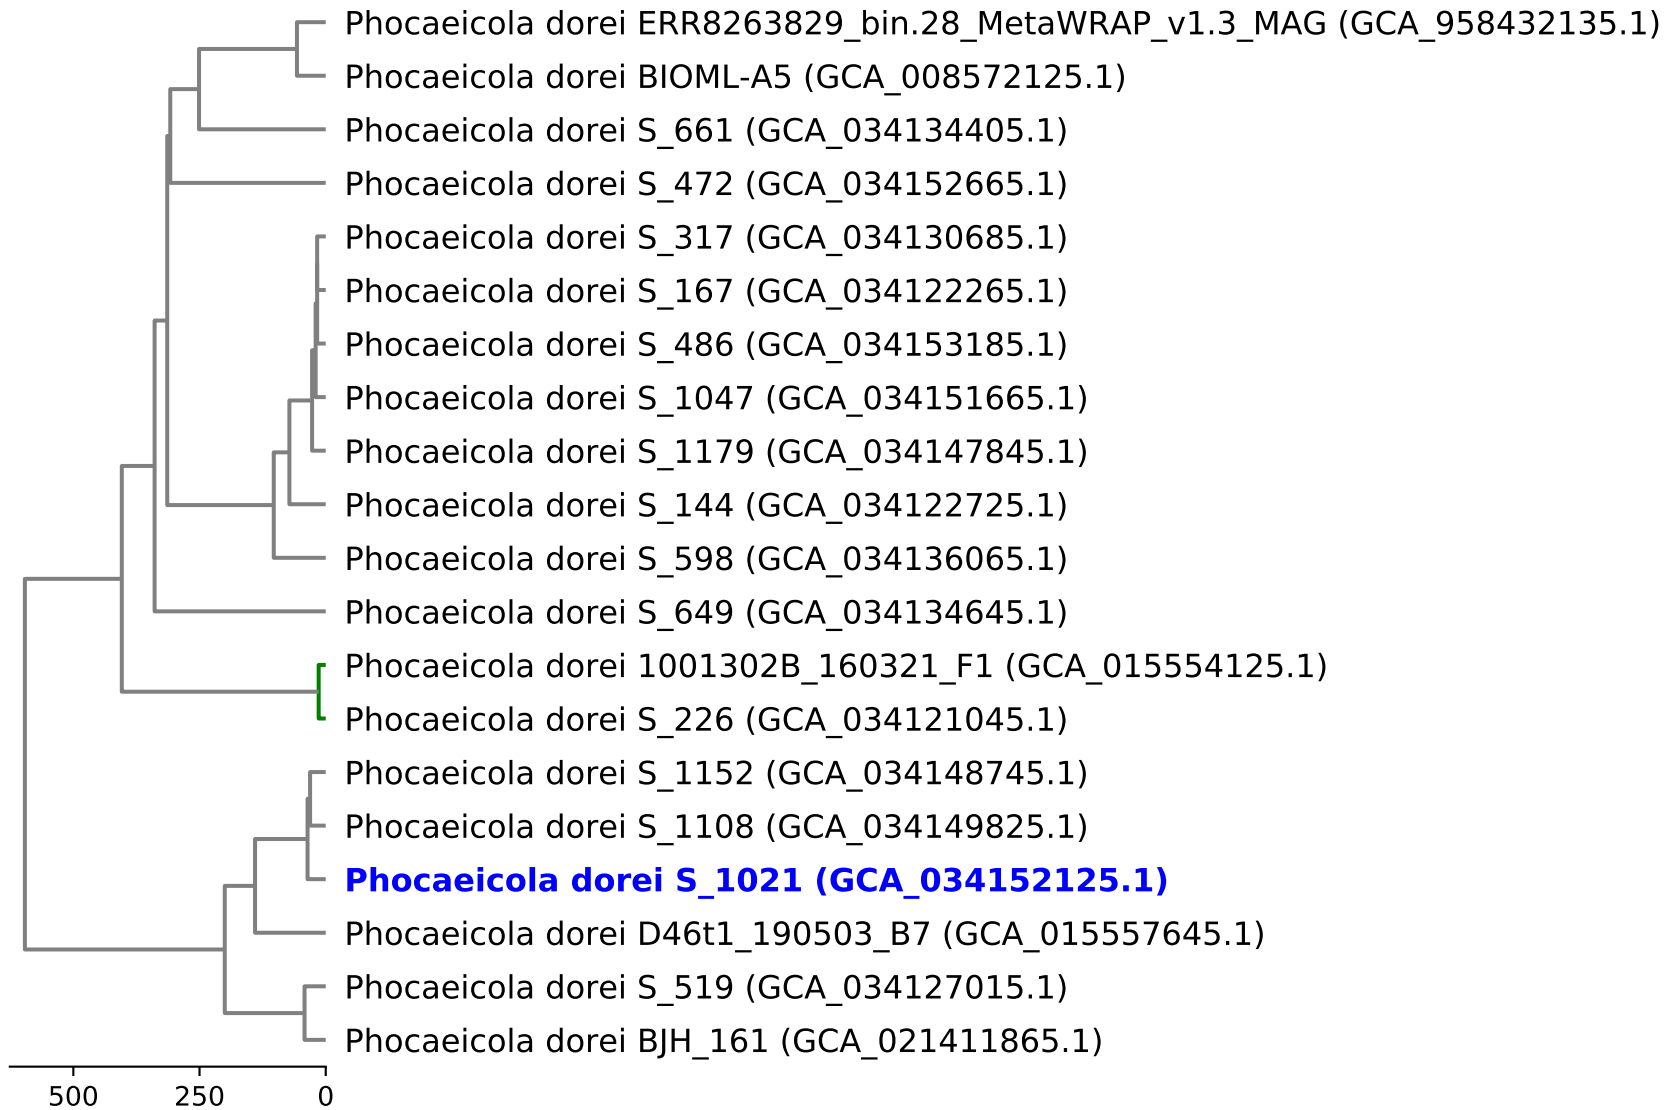 Phocaeicola dorei ERR8263829_bin.28_MetaWRAP_v1.3_MAG (GCA_958432135.1)
Phocaeicola dorei BIOML-A5 (GCA_008572125.1)
Phocaeicola dorei S_661 (GCA_034134405.1)
Phocaeicola dorei S_472 (GCA_034152665.1)
Phocaeicola dorei S_317 (GCA_034130685.1)
Phocaeicola dorei S_167 (GCA_034122265.1)
Phocaeicola dorei S_486 (GCA_034153185.1)
Phocaeicola dorei S_1047 (GCA_034151665.1)
Phocaeicola dorei S_1179 (GCA_034147845.1)
Phocaeicola dorei S_144 (GCA_034122725.1)
Phocaeicola dorei S_598 (GCA_034136065.1)
Phocaeicola dorei S_649 (GCA_034134645.1)
Phocaeicola dorei 1001302B_160321_F1 (GCA_015554125.1)
Phocaeicola dorei S_226 (GCA_034121045.1)
Phocaeicola dorei S_1152 (GCA_034148745.1)
Phocaeicola dorei S_1108 (GCA_034149825.1)
Phocaeicola dorei S_1021 (GCA_034152125.1)
Phocaeicola dorei D46t1_190503_B7 (GCA_015557645.1)
Phocaeicola dorei S_519 (GCA_034127015.1)
Phocaeicola dorei BJH_161 (GCA_021411865.1)
500 250 0